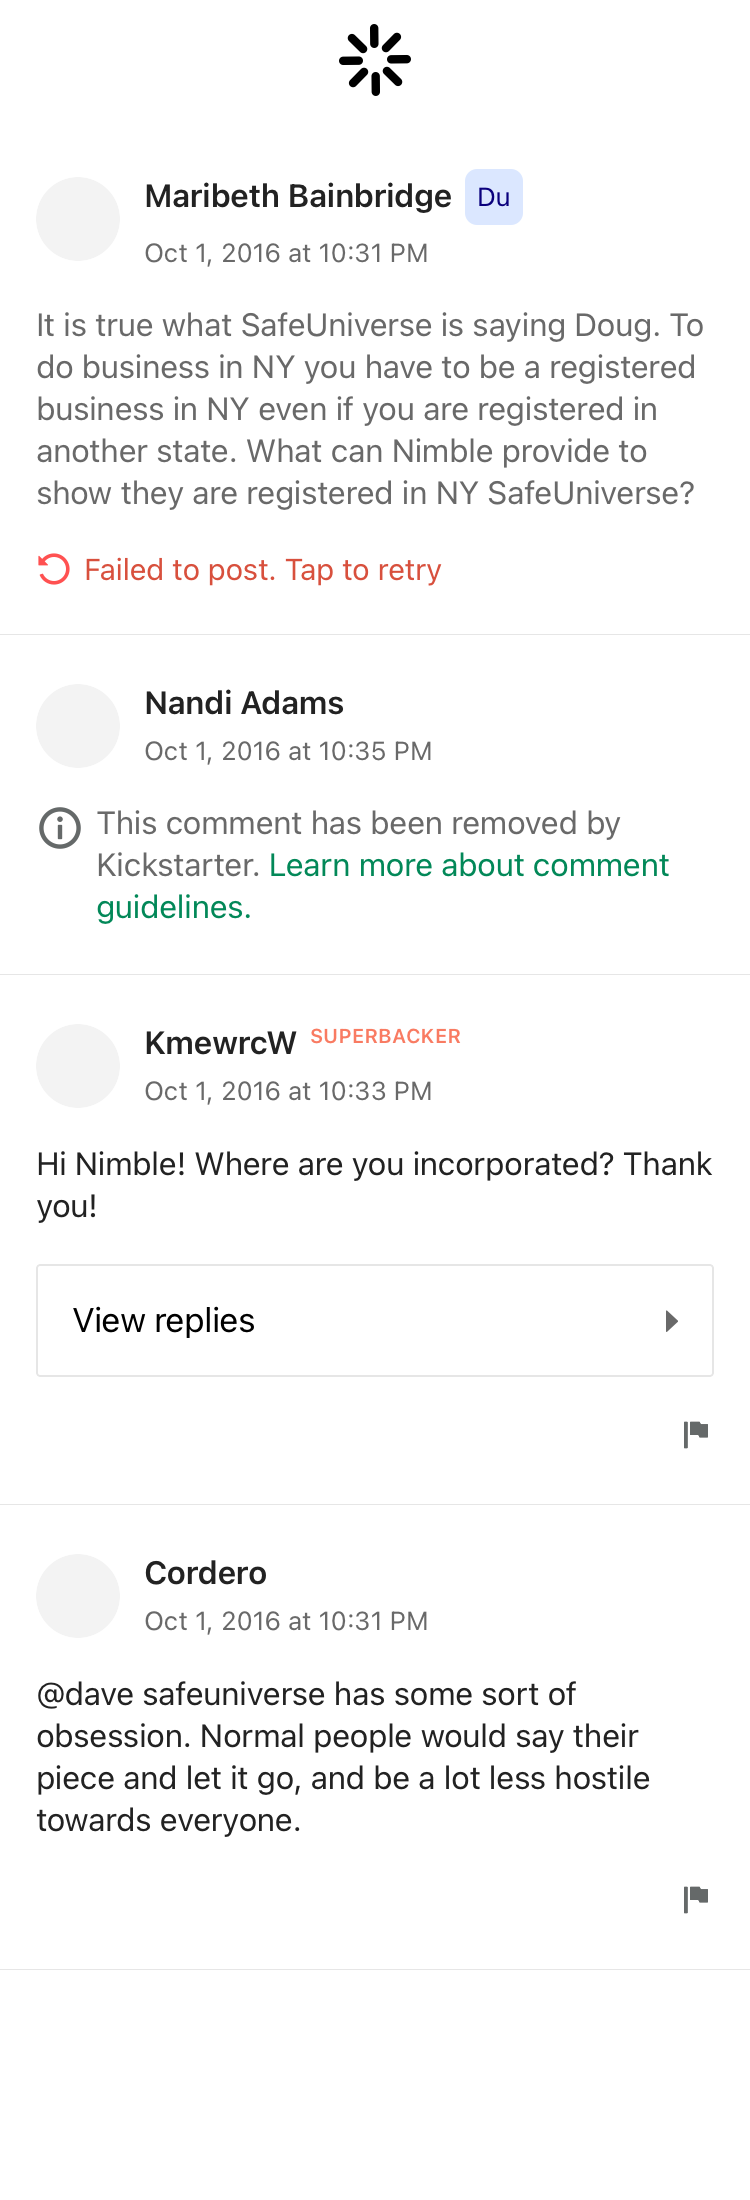 Maribeth Bainbridge Du
Oct 1, 2016 at 10:31 PM
It is true what SafeUniverse is saying Doug. To
do business in NY you have to be a registered
business in NY even if you are registered in
another state. What can Nimble provide to
show they are registered in NY SafeUniverse?
Failed to post. Tap to retry
Nandi Adams
Oct 1, 2016 at 10:35 PM
This comment has been removed by
Kickstarter. Learn more about comment
guidelines.
KmewrcW SUPERBACKER
Oct 1, 2016 at 10:33 PM
Hi Nimble! Where are you incorporated? Thank
you!
View replies
Cordero
Oct 1, 2016 at 10:31 PM
@dave safeuniverse has some sort of
obsession. Normal people would say their
piece and let it go, and be a lot less hostile
towards everyone.